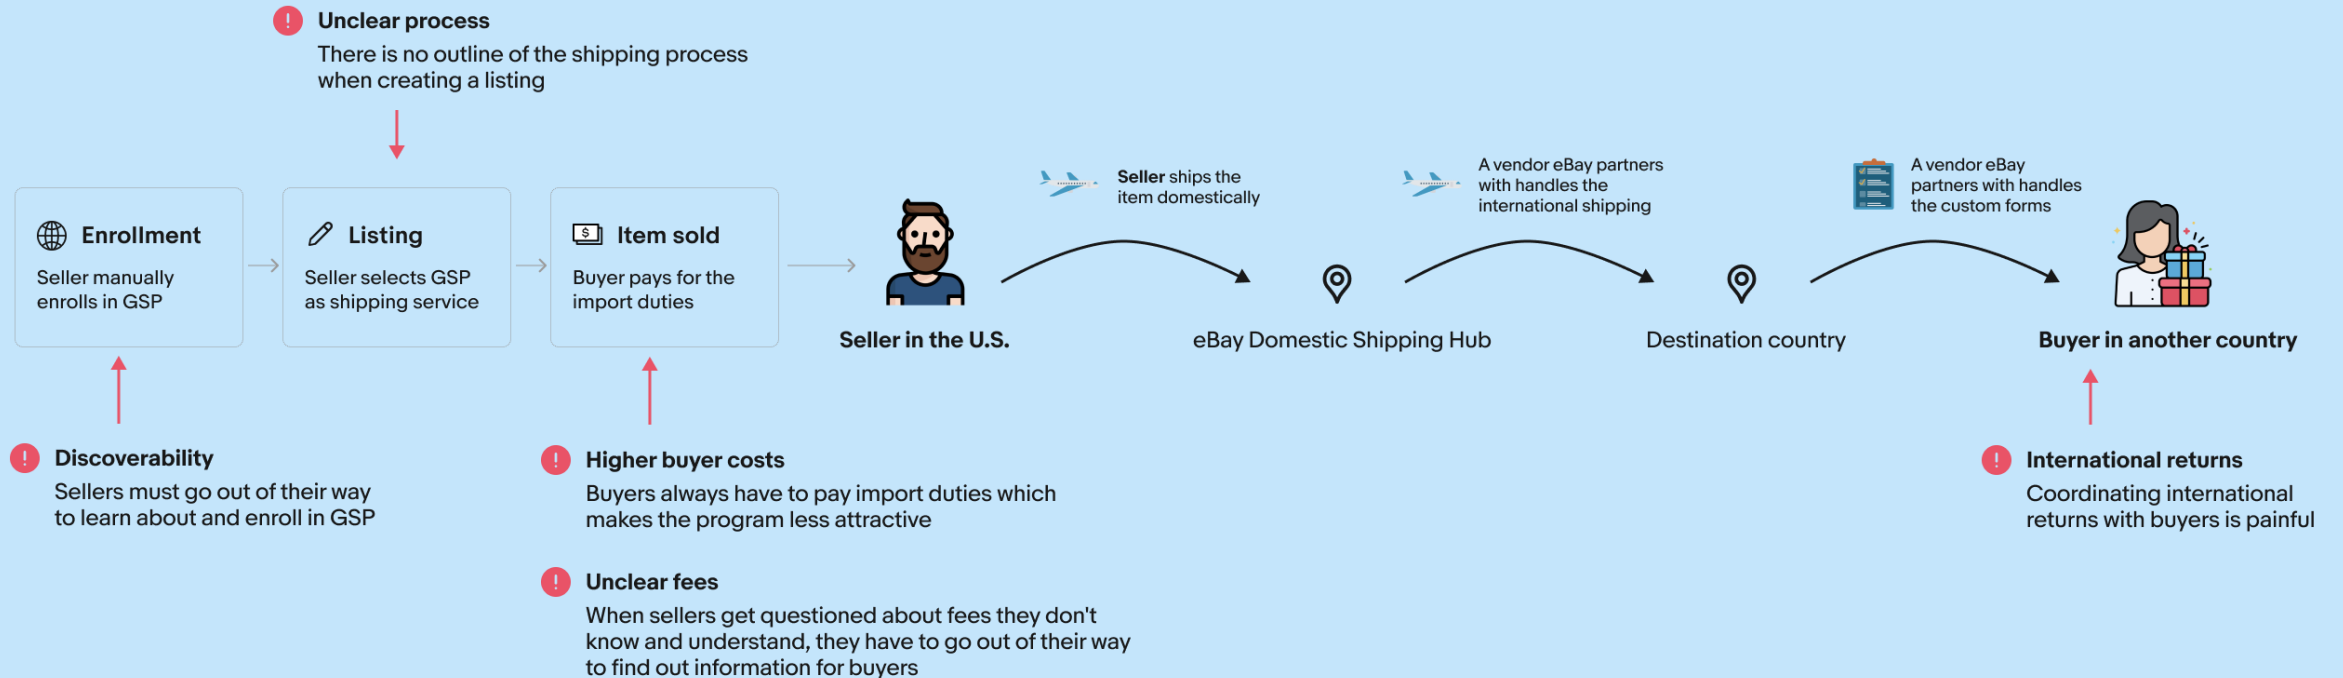 Unclear process
There is no outline of the shipping process
when creating a listing
Enrollment
Seller manually
enrolls in GSP
Listing
Seller selects GSP
as shipping service
$
Item sold
Buyer pays for the
import duties
Seller ships the
item domestically
A vendor eBay partners
with handles the
international shipping
A vendor eBay
partners with handles
the custom forms
Seller in the U.S.
eBay Domestic Shipping Hub
Destination country
Buyer in another country
Discoverability
Sellers must go out of their way
to learn about and enroll in GSP
Higher buyer costs
Buyers always have to pay import duties which
makes the program less attractive
Unclear fees
When sellers get questioned about fees they don't
know and understand, they have to go out of their way
to find out information for buyers
International returns
Coordinating international
returns with buyers is painful